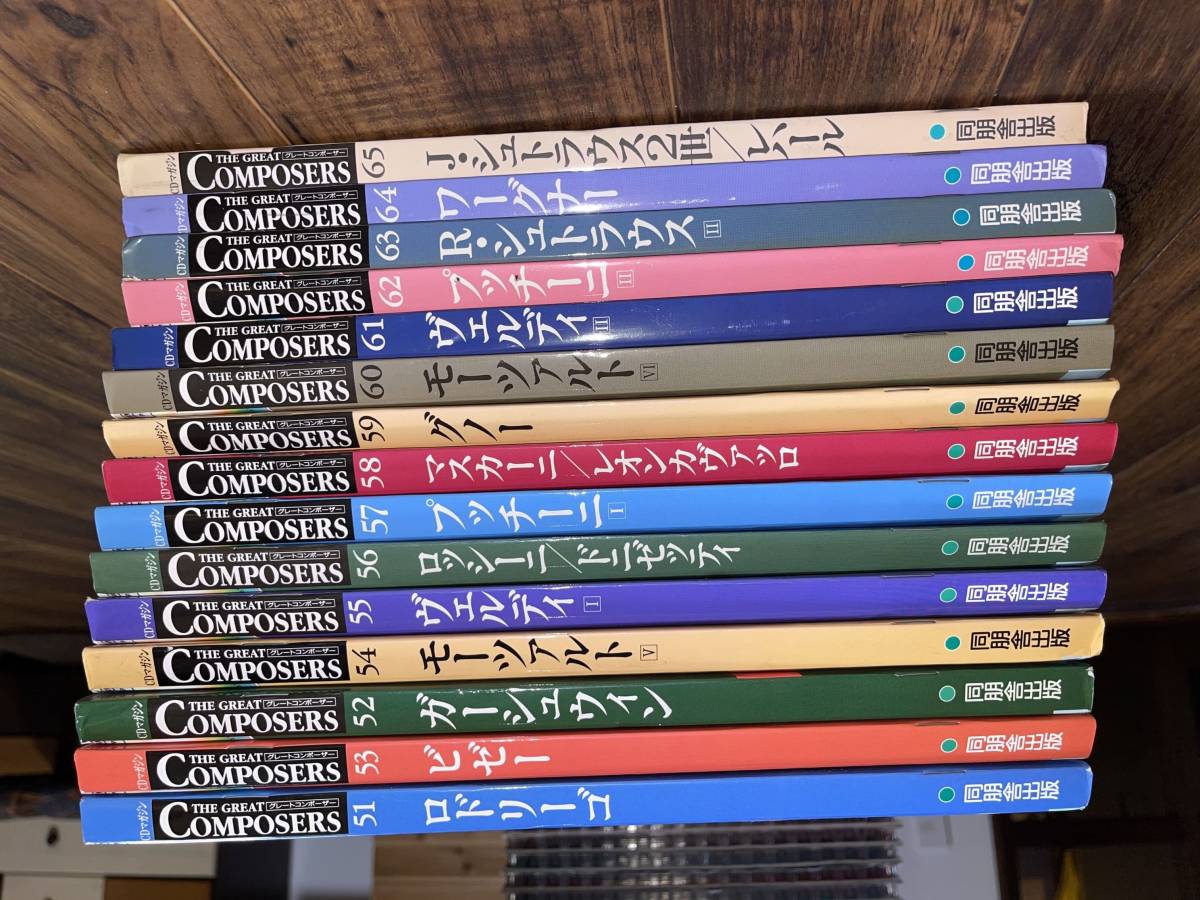 CDマガジン THE GREAT COMPOSERS グレートコンポーザー 65 J・シュトラウス2世/レハール 同朋舎出版
CDマガジン THE GREAT COMPOSERS グレートコンポーザー 64 ワーグナー 同朋舎出版
CDマガジン THE GREAT COMPOSERS グレートコンポーザー 63 R・シュトラウス II 同朋舎出版
CDマガジン THE GREAT COMPOSERS グレートコンポーザー 62 プッチーニ II 同朋舎出版
CDマガジン THE GREAT COMPOSERS グレートコンポーザー 61 ヴェルディ II 同朋舎出版
CDマガジン THE GREAT COMPOSERS グレートコンポーザー 60 モーツァルト VI 同朋舎出版
CDマガジン THE GREAT COMPOSERS グレートコンポーザー 59 グノー 同朋舎出版
CDマガジン THE GREAT COMPOSERS グレートコンポーザー 58 マスカーニ/レオンカヴァッロ 同朋舎出版
CDマガジン THE GREAT COMPOSERS グレートコンポーザー 57 プッチーニ I 同朋舎出版
CDマガジン THE GREAT COMPOSERS グレートコンポーザー 56 ロッシーニ/ドニゼッティ 同朋舎出版
CDマガジン THE GREAT COMPOSERS グレートコンポーザー 55 ヴェルディ I 同朋舎出版
CDマガジン THE GREAT COMPOSERS グレートコンポーザー 54 モーツァルト V 同朋舎出版
CDマガジン THE GREAT COMPOSERS グレートコンポーザー 52 ガーシュウィン 同朋舎出版
CDマガジン THE GREAT COMPOSERS グレートコンポーザー 53 ビゼー 同朋舎出版
CDマガジン THE GREAT COMPOSERS グレートコンポーザー 51 ロドリーゴ 同朋舎出版